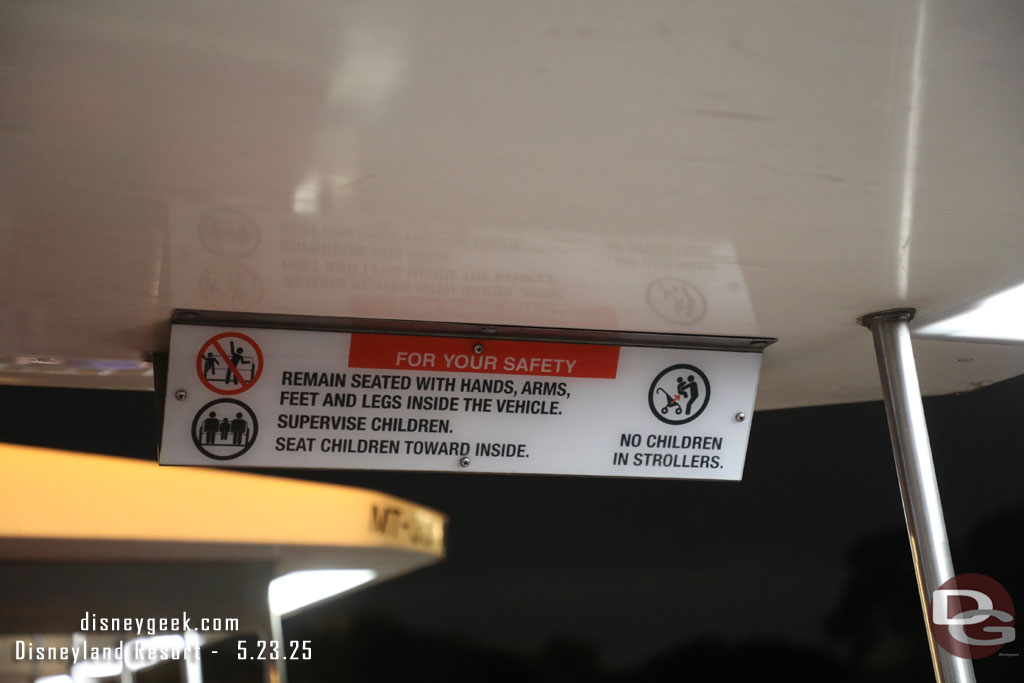 FOR YOUR SAFETY
REMAIN SEATED WITH HANDS, ARMS,
FEET AND LEGS INSIDE THE VEHICLE.
SUPERVISE CHILDREN.
SEAT CHILDREN TOWARD INSIDE.
NO CHILDREN
IN STROLLERS.
disneygeek.com
Disneyland Resort - 5.23.25
DG